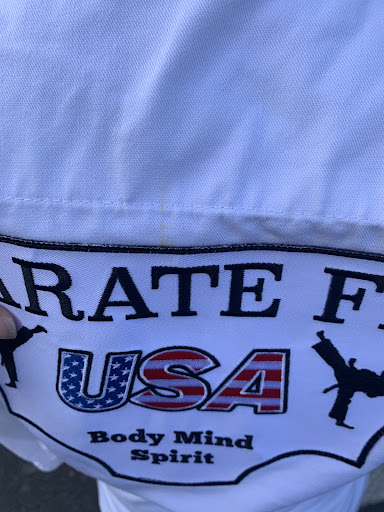 ARATE F
USA
Body Mind
Spirit